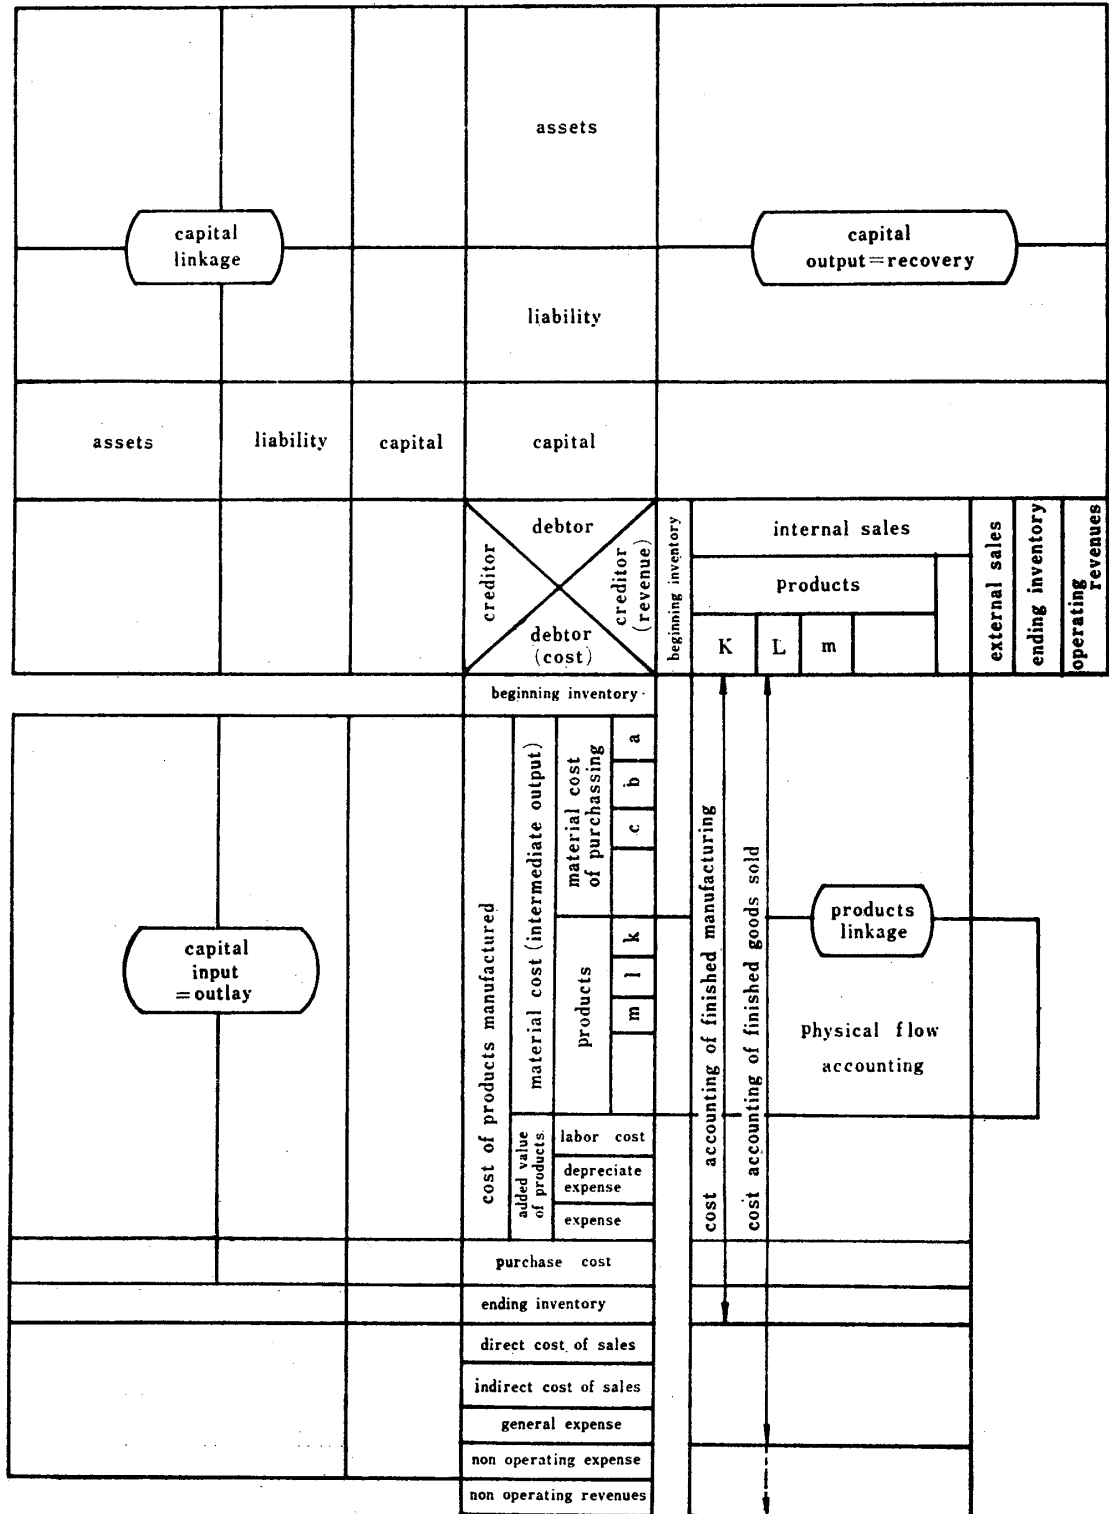 assets
capital
linkage
capital
output=recovery
liability
assets
liability
capital
capital
debtor
creditor
creditor
(revenue)
debtor
(cost)
beginning inventory
internal sales
products
K
L
m
external sales
ending inventory
operating
revenues
beginning inventory
cost of products manufactured
material cost (intermediate output)
material cost
of purchassing
a
b
c
products
k
l
m
added value
of products
labor cost
depreciate
expense
expense
capital
input
=outlay
cost accounting of finished manufacturing
cost accounting of finished goods sold
products
linkage
physical flow
accounting
purchase cost
ending inventory
direct cost of sales
indirect cost of sales
general expense
non operating expense
non operating revenues